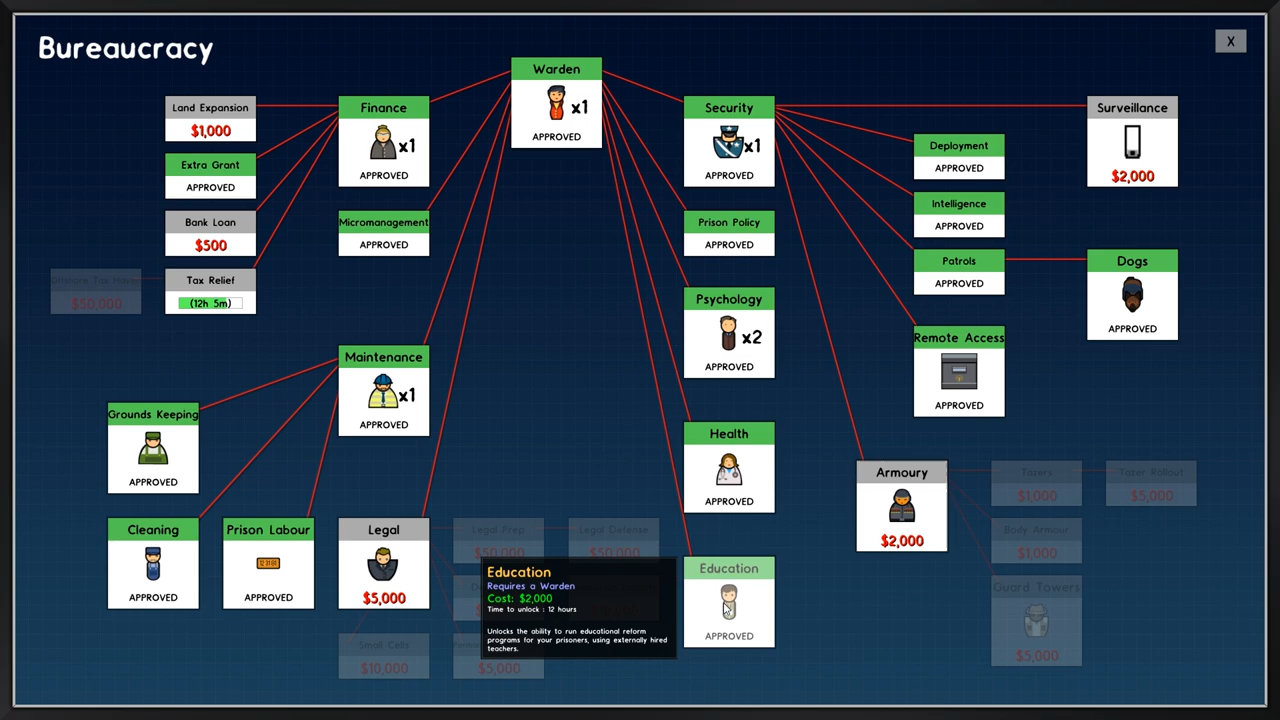 Bureaucracy
X
Warden
x1
APPROVED
Land Expansion
$1,000
Finance
x1
APPROVED
Security
x1
APPROVED
Surveillance
$2,000
Deployment
APPROVED
Extra Grant
APPROVED
Intelligence
APPROVED
Bank Loan
$500
Micromanagement
APPROVED
Prison Policy
APPROVED
Patrols
APPROVED
Dogs
APPROVED
$50,000
Tax Relief
(12h 5m)
Psychology
x2
APPROVED
Remote Access
APPROVED
Maintenance
x1
APPROVED
Grounds Keeping
APPROVED
Health
APPROVED
Armoury
$2,000
Tasers
$1,000
Tazer Rollout
$5,000
Cleaning
APPROVED
Prison Labour
APPROVED
Legal
$5,000
Legal Prep
$50,000
Legal Defense
$50,000
Body Armour
$1,000
Education
Requires a Warden
Cost: $2,000
Time to unlock : 12 hours
Unlocks the ability to run educational reform
programs for your prisoners, using externally hired
teachers.
Education
APPROVED
Guard Towers
$5,000
Small Cells
$10,000
$5,000